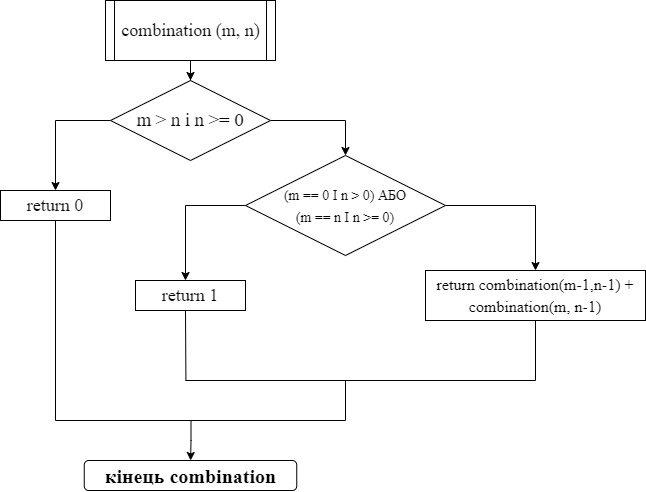 combination (m, n)
m > n і n >= 0
return 0
(m == 0 І n > 0) АБО
(m == n І n >= 0)
return 1
return combination(m-1,n-1) +
combination(m, n-1)
кінець combination